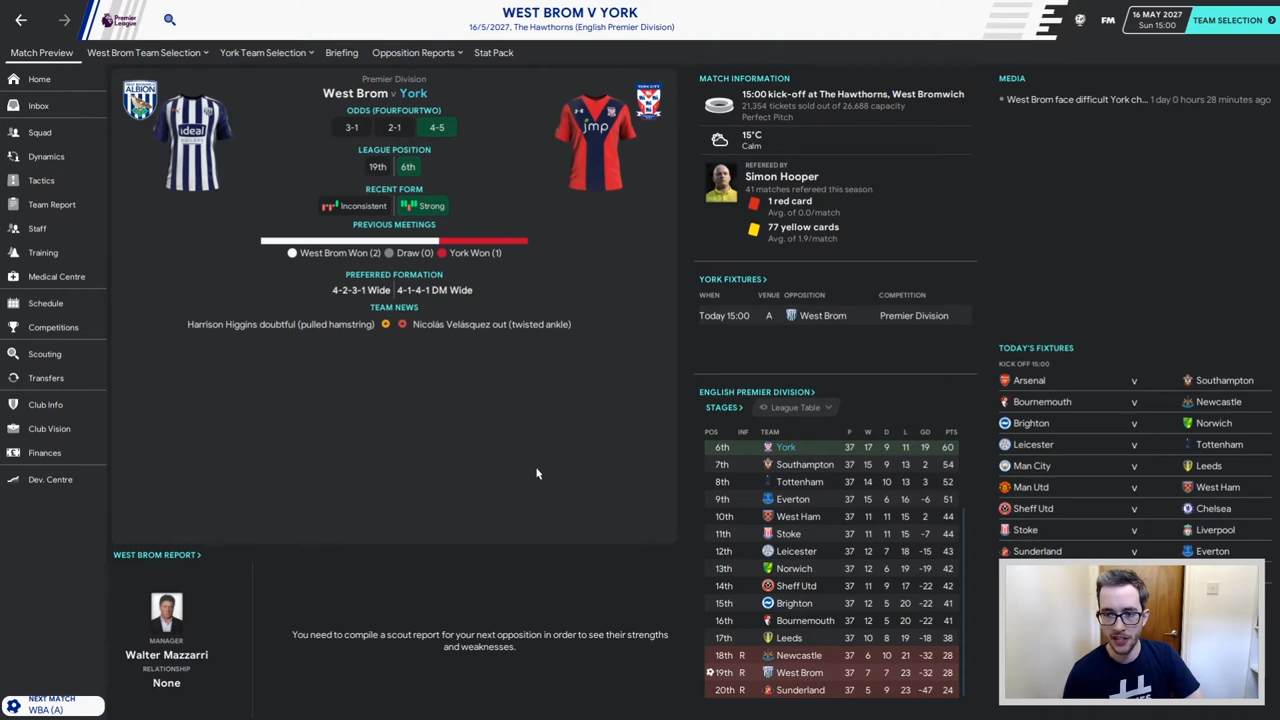 WEST BROM V YORK
16/5/2027, The Hawthorns (English Premier Division)
Premier League
FM
16 MAY 2027
Sun 15:00
TEAM SELECTION
Match Preview
West Brom Team Selection
York Team Selection
Briefing
Opposition Reports
Stat Pack
Home
Inbox
Squad
Dynamics
Tactics
Team Report
Staff
Training
Medical Centre
Schedule
Competitions
Scouting
Transfers
Club Info
Club Vision
Finances
Dev. Centre
NEXT MATCH
WBA (A)
Premier Division
West Brom v York
ODDS (FOURFOURTWO)
3-1 2-1 4-5
LEAGUE POSITION
19th 6th
RECENT FORM
Inconsistent Strong
PREVIOUS MEETINGS
West Brom Won (2) Draw (0) York Won (1)
PREFERRED FORMATION
4-2-3-1 Wide 4-1-4-1 DM Wide
TEAM NEWS
Harrison Higgins doubtful (pulled hamstring) Nicolás Velásquez out (twisted ankle)
ALBION
ideal
jmp
YORK CITY
WEST BROM REPORT >
MANAGER
Walter Mazzarri
RELATIONSHIP
None
You need to compile a scout report for your next opposition in order to see their strengths
and weaknesses.
MATCH INFORMATION
15:00 kick-off at The Hawthorns, West Bromwich
21,354 tickets sold out of 26,688 capacity
Perfect Pitch
15°C
Calm
REFEREED BY
Simon Hooper
41 matches refereed this season
1 red card
Avg. of 0.0/match
77 yellow cards
Avg. of 1.9/match
YORK FIXTURES >
WHEN VENUE OPPOSITION COMPETITION
Today 15:00 A West Brom Premier Division
ENGLISH PREMIER DIVISION >
STAGES > League Table
POS INF TEAM P W D L GD PTS
6th York 37 17 9 11 19 60
7th Southampton 37 15 9 13 2 54
8th Tottenham 37 14 10 13 3 52
9th Everton 37 15 6 16 -6 51
10th West Ham 37 11 11 15 2 44
11th Stoke 37 11 11 15 -7 44
12th Leicester 37 12 7 18 -15 43
13th Norwich 37 12 6 19 -19 42
14th Sheff Utd 37 11 9 17 -22 42
15th Brighton 37 12 5 20 -22 41
16th Bournemouth 37 12 5 20 -22 41
17th Leeds 37 10 8 19 -18 38
18th R Newcastle 37 6 10 21 -32 28
19th R West Brom 37 7 7 23 -32 28
20th R Sunderland 37 5 9 23 -47 24
MEDIA
West Brom face difficult York ch... 1 day 0 hours 28 minutes ago
TODAY'S FIXTURES
KICK OFF 15:00
Arsenal v Southampton
Bournemouth v Newcastle
Brighton v Norwich
Leicester v Tottenham
Man City v Leeds
Man Utd v West Ham
Sheff Utd v Chelsea
Stoke v Liverpool
Sunderland v Everton